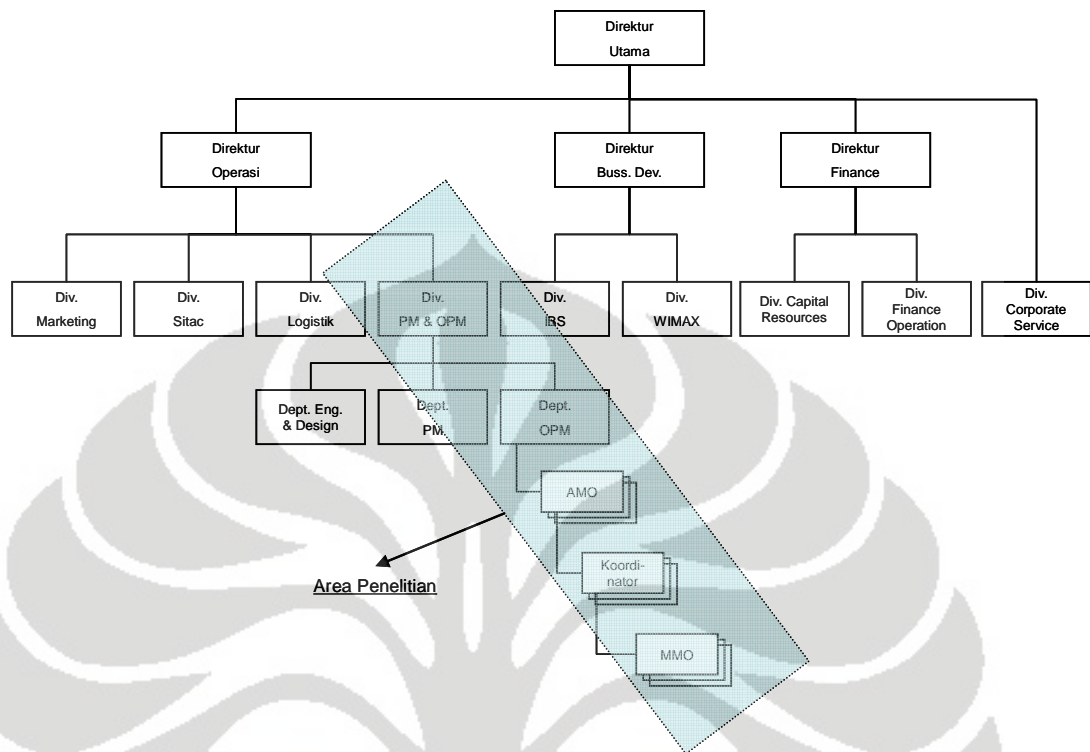 Direktur
Utama
Direktur
Operasi
Direktur
Buss. Dev.
Direktur
Finance
Div.
Marketing
Div.
Sitac
Div.
Logistik
Div.
PM & OPM
Div.
IBS
Div.
WIMAX
Div. Capital
Resources
Div.
Finance
Operation
Div.
Corporate
Service
Dept. Eng.
& Design
Dept.
PM
Dept.
OPM
AMO
Koordi-
nator
MMO
Area Penelitian